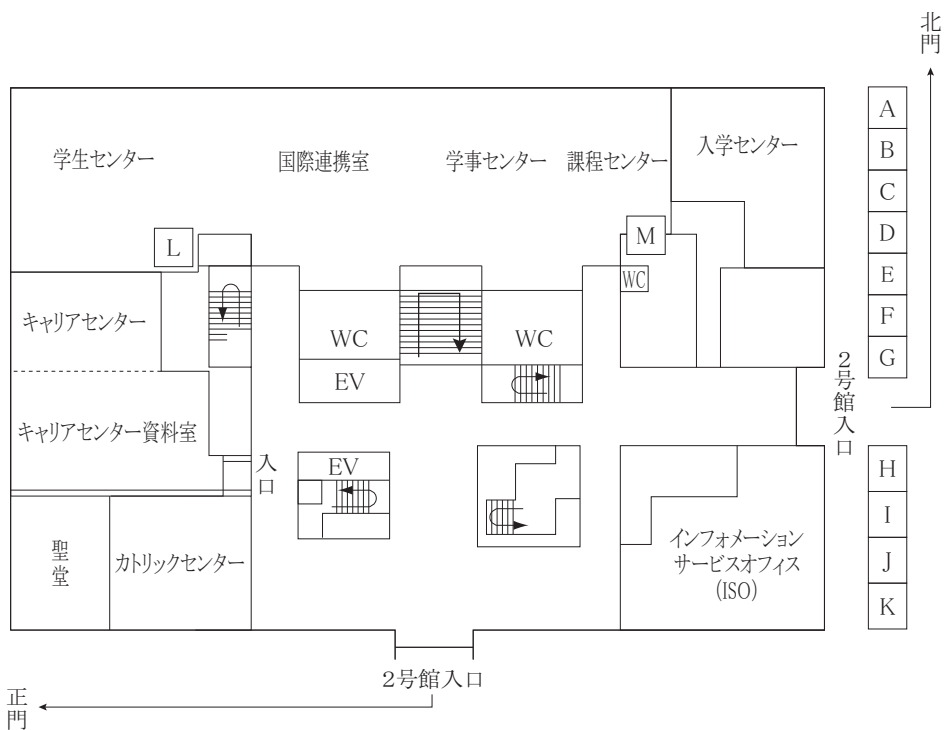 北門
A
B
C
D
E
F
G
学生センター
国際連携室
学事センター
課程センター
入学センター
L
M
WC
キャリアセンター
WC
WC
EV
2号館入口
キャリアセンター資料室
入口
EV
H
I
J
K
聖堂
カトリックセンター
インフォメーション
サービスオフィス
(ISO)
2号館入口
正門